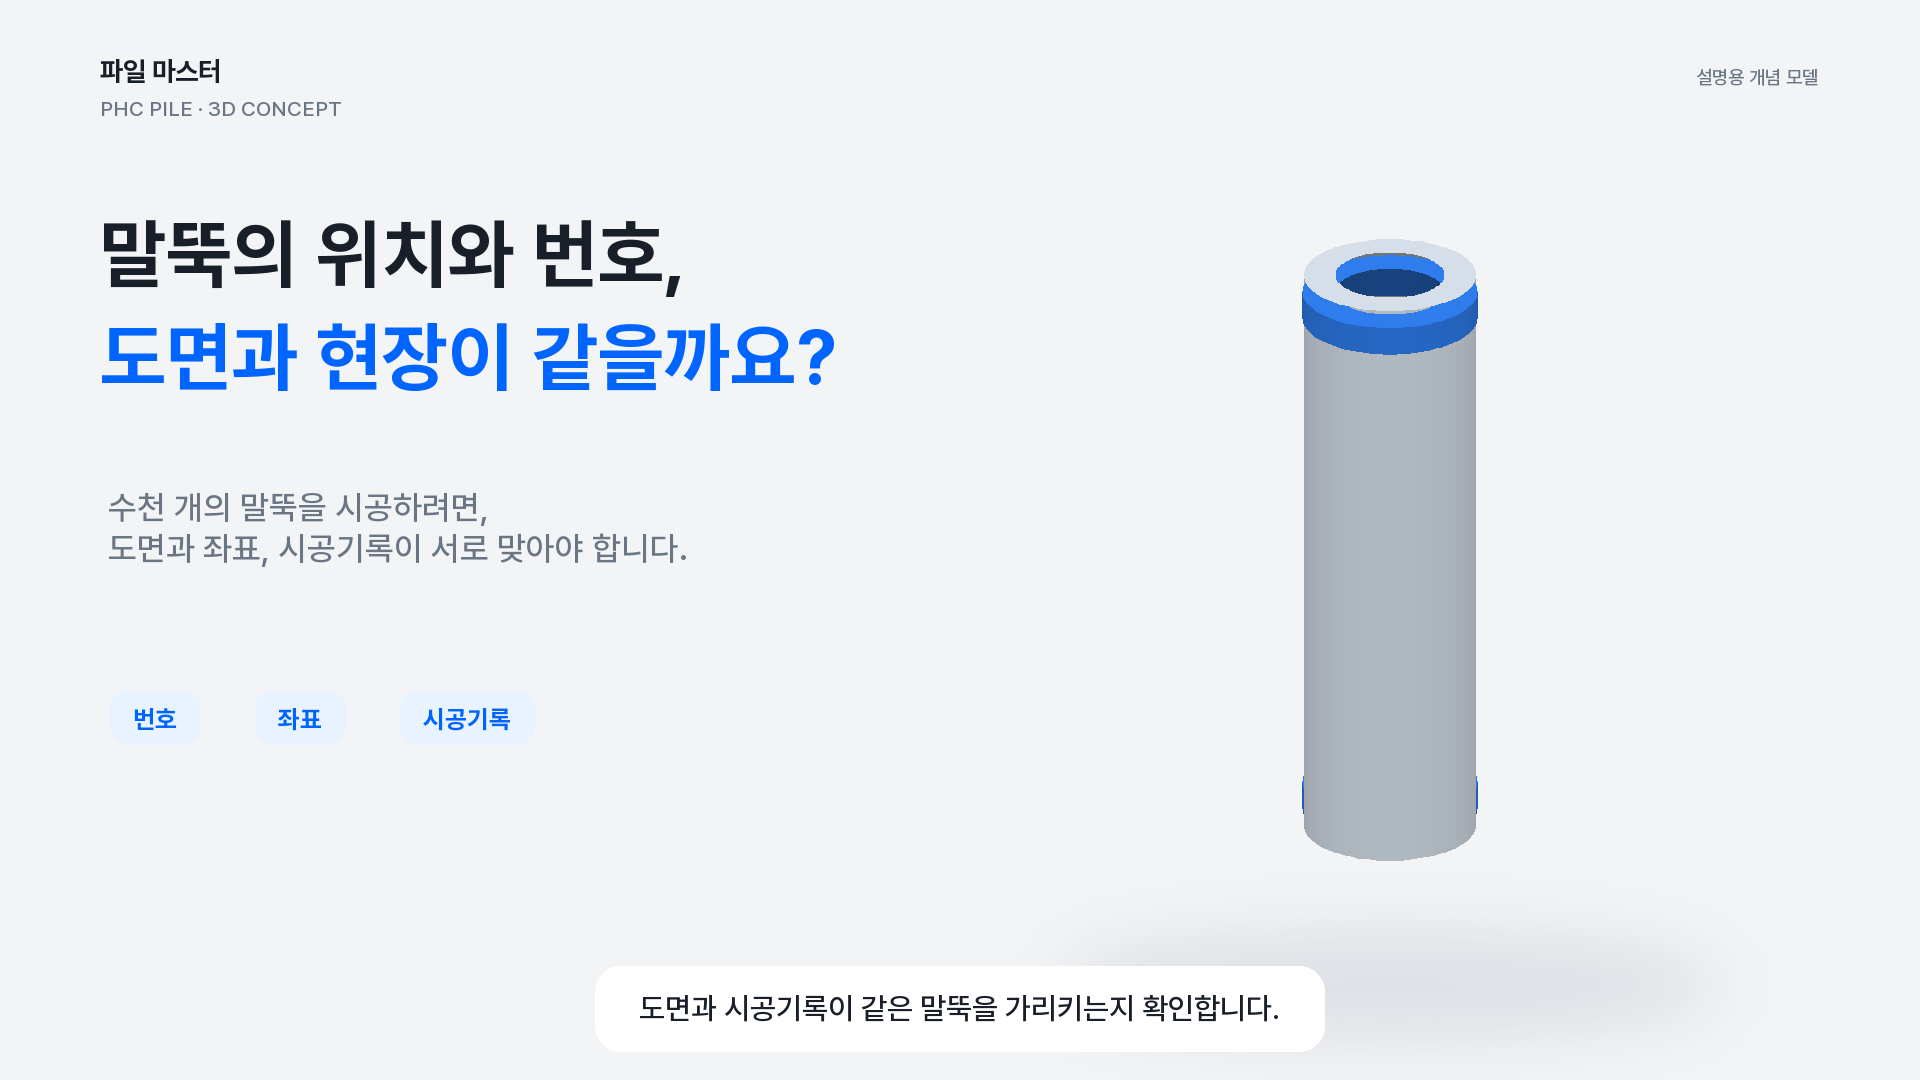 파일 마스터
PHC PILE · 3D CONCEPT
설명용 개념 모델
말뚝의 위치와 번호,
도면과 현장이 같을까요?
수천 개의 말뚝을 시공하려면,
도면과 좌표, 시공기록이 서로 맞아야 합니다.
번호
좌표
시공기록
도면과 시공기록이 같은 말뚝을 가리키는지 확인합니다.